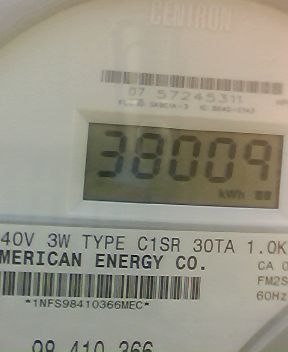 CENTRON
07 57245311
38009
kWh
40V 3W TYPE C1SR 30TA 1.0K
MERICAN ENERGY CO.
CA 0
FM2S
60Hz
*1NFS98410366MEC*
98 410 366